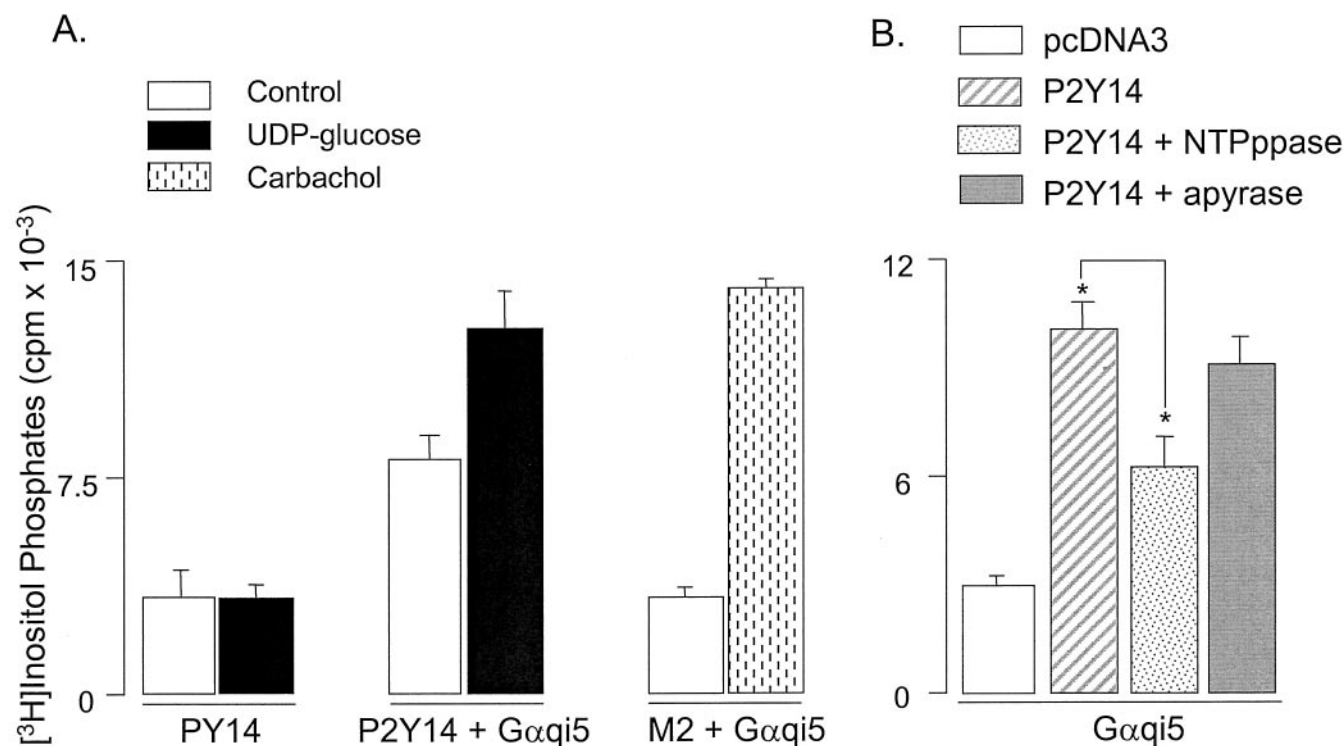 A.
Control
UDP-glucose
Carbachol
[³H]Inositol Phosphates (cpm x 10⁻³)
15
7.5
0
PY14
P2Y14 + Gαqi5
M2 + Gαqi5
B.
pcDNA3
P2Y14
P2Y14 + NTPppase
P2Y14 + apyrase
12
6
0
*
*
Gαqi5